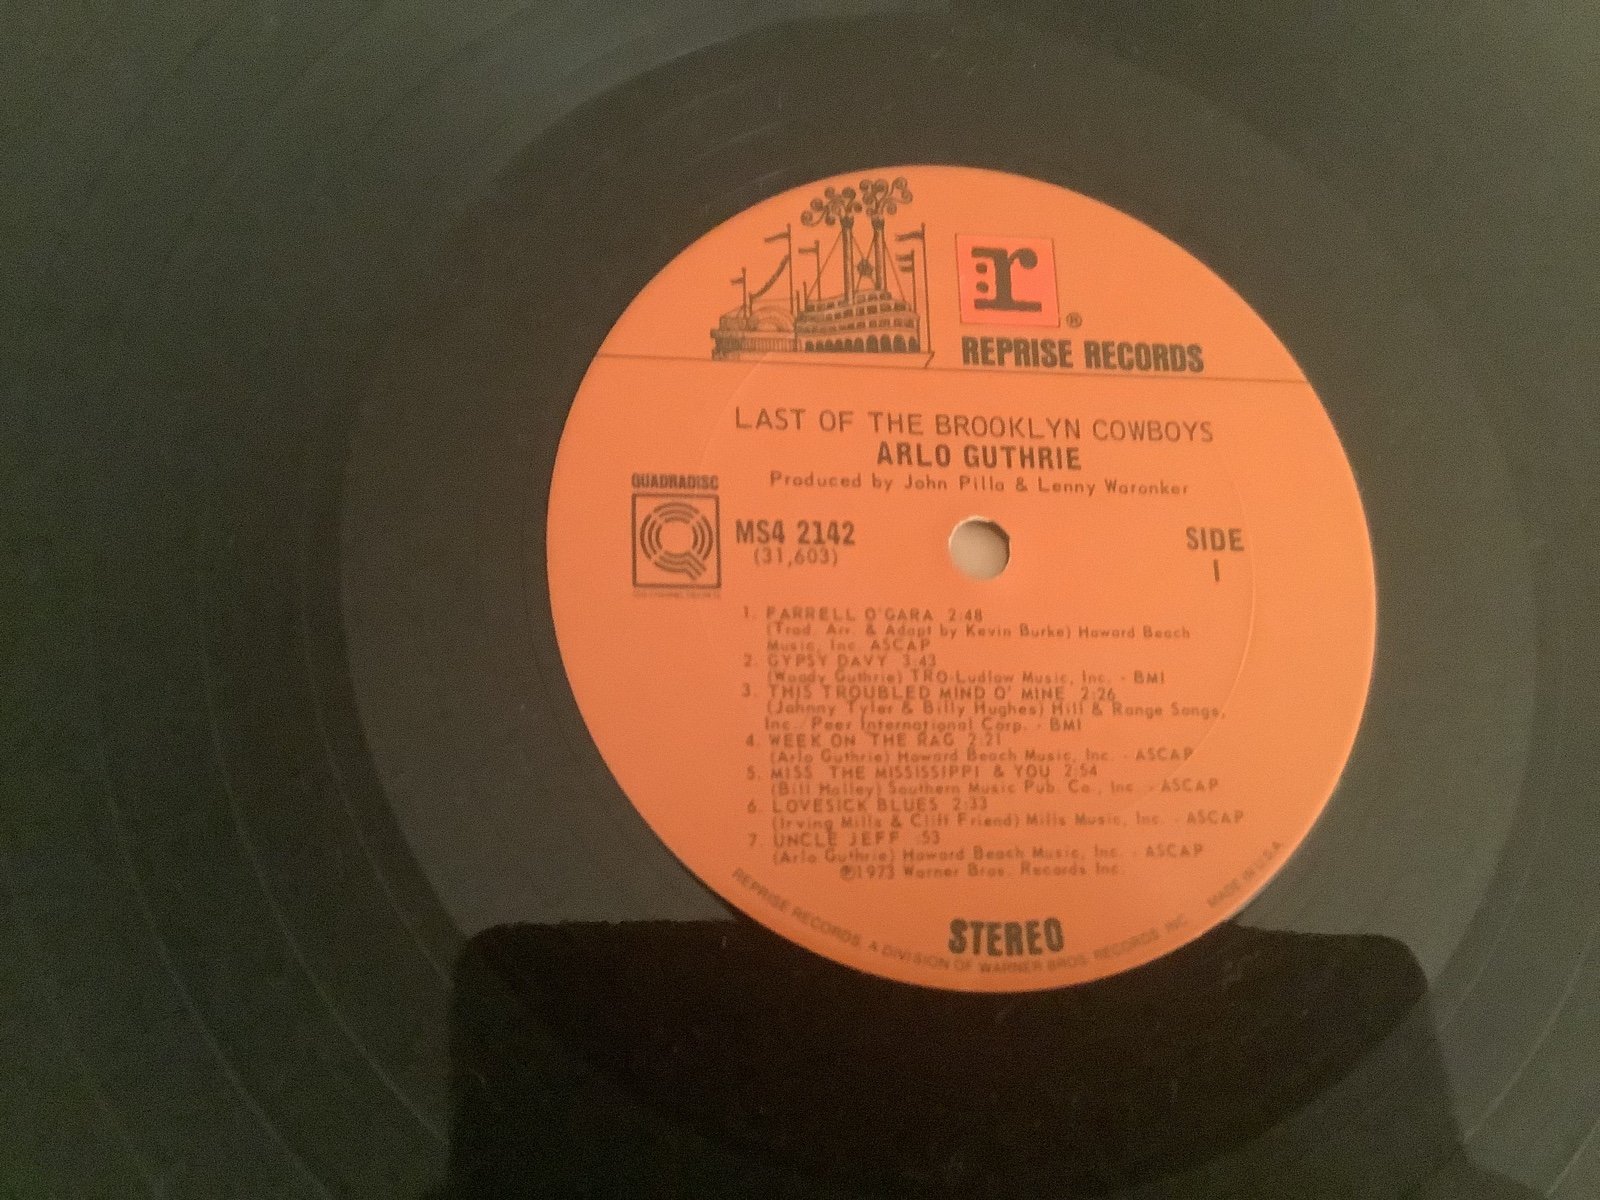 r ®
REPRISE RECORDS
LAST OF THE BROOKLYN COWBOYS
ARLO GUTHRIE
Produced by John Pilla & Lenny Waronker
QUADRADISC
MS4 2142
(31,603)
SIDE
1
1. FARRELL O'GARA 2:48
(Trad. Arr. & Adapt by Kevin Burke) Howard Beach
Music, Inc. ASCAP
2. GYPSY DAVY 3:43
(Woody Guthrie) TRO-Ludlow Music, Inc. - BMI
3. THIS TROUBLED MIND O' MINE 2:26
(Johnny Tyler & Billy Hughes) Hill & Range Songs,
Inc./Peer International Corp. - BMI
4. WEEK ON THE RAG 2:21
(Arlo Guthrie) Howard Beach Music, Inc. - ASCAP
5. MISS THE MISSISSIPPI & YOU 2:54
(Bill Halley) Southern Music Pub. Co., Inc. - ASCAP
6. LOVESICK BLUES 2:33
(Irving Mills & Cliff Friend) Mills Music, Inc. - ASCAP
7. UNCLE JEFF :53
(Arlo Guthrie) Howard Beach Music, Inc. - ASCAP
℗1973 Warner Bros. Records Inc.
STEREO
REPRISE RECORDS, A DIVISION OF WARNER BROS. RECORDS INC. MADE IN U.S.A.